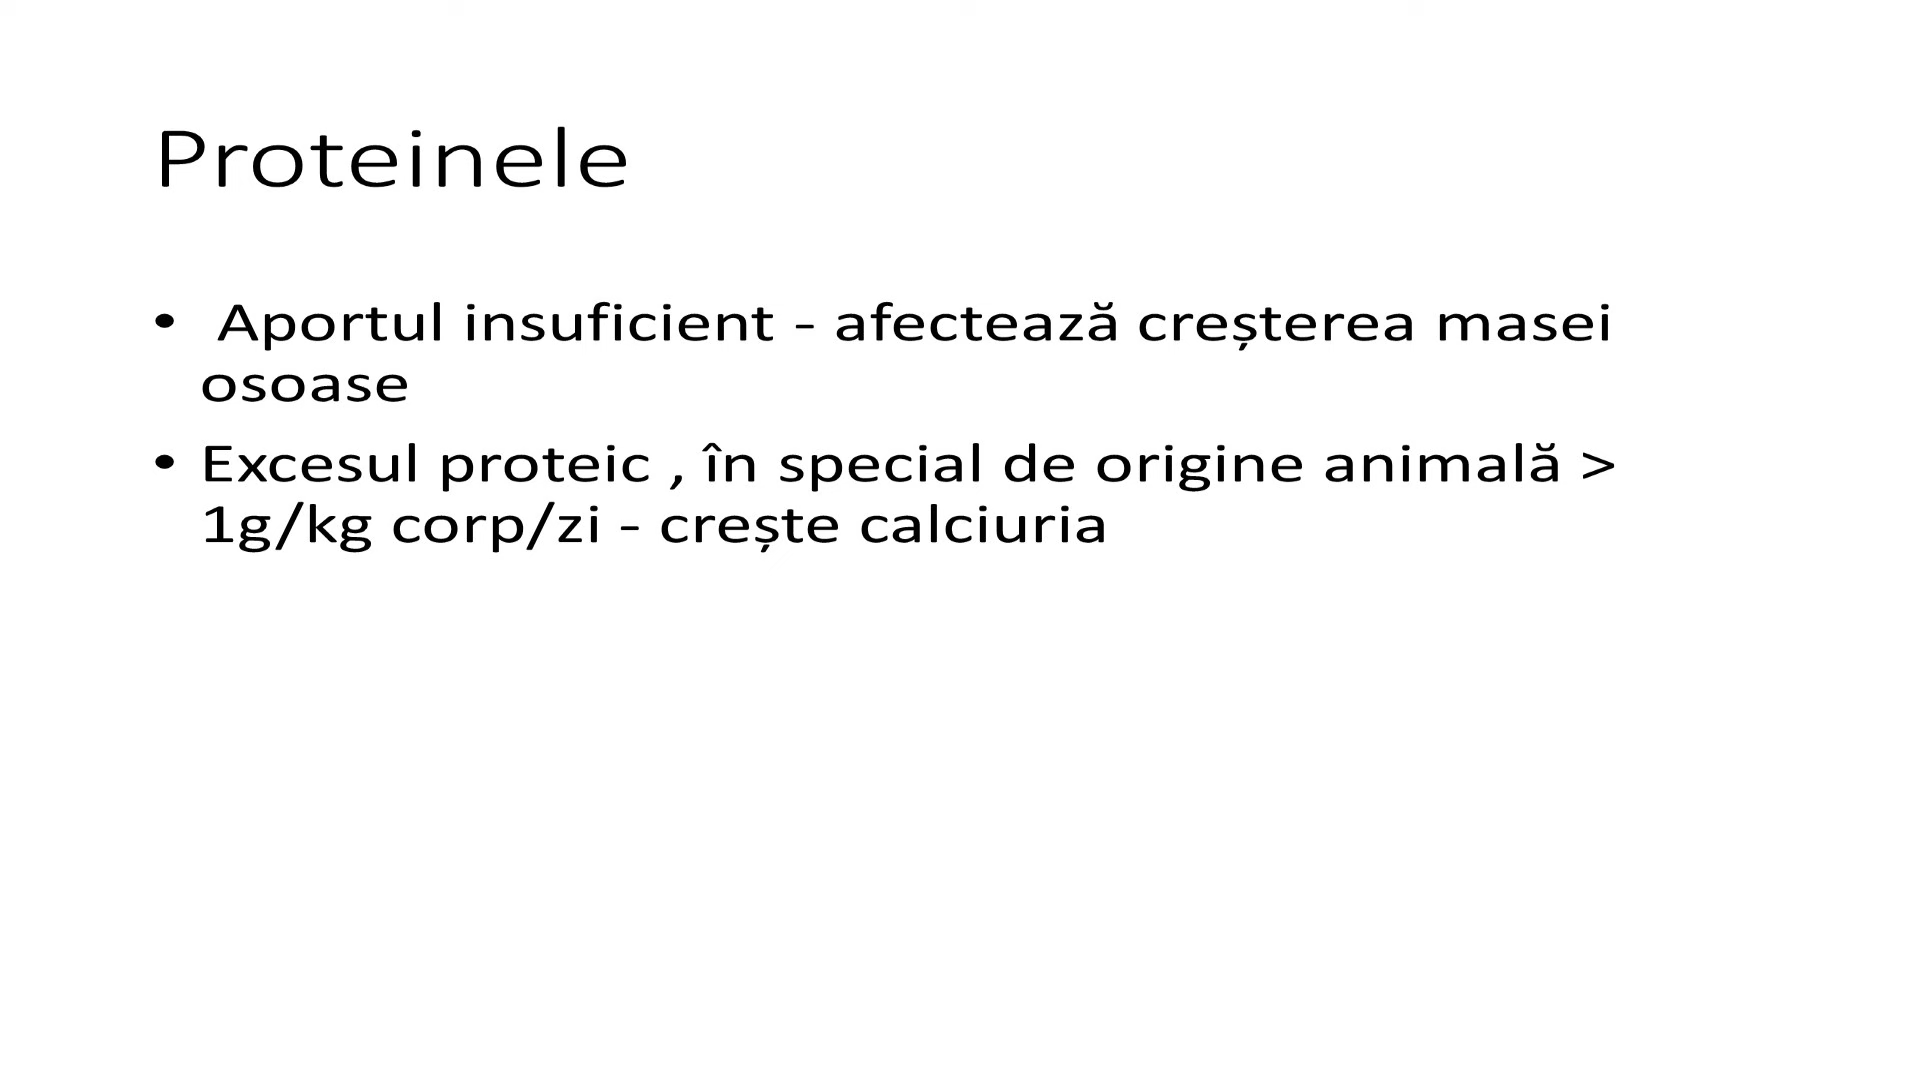 Proteinele
• Aportul insuficient - afectează creșterea masei
osoase
• Excesul proteic , în special de origine animală >
1g/kg corp/zi - crește calciuria